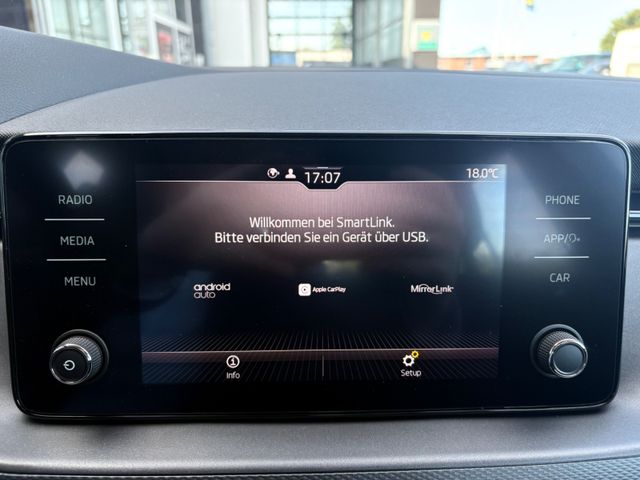 17:07
18.0°C
RADIO
PHONE
Willkommen bei SmartLink.
Bitte verbinden Sie ein Gerät über USB.
MEDIA
APP/
MENU
CAR
android auto
Apple CarPlay
MirrorLink
Info
Setup